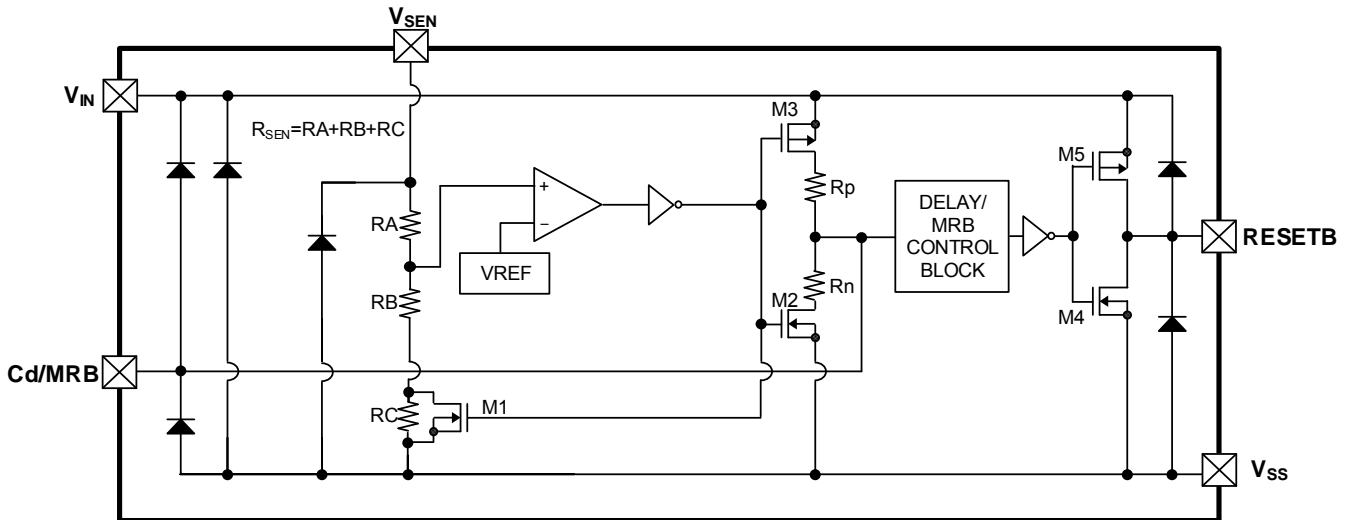 VSEN
VIN
M3
RSEN=RA+RB+RC
M5
Rp
+
RA
DELAY/
MRB
CONTROL
BLOCK
−
RESETB
VREF
Rn
RB
M2
M4
Cd/MRB
RC
M1
VSS